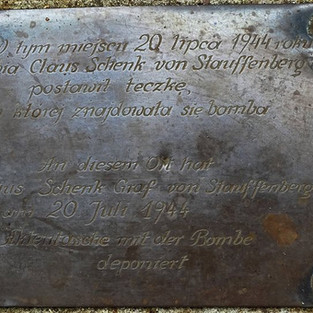 tym miejscu 20 lipca 1944 roku
Claus Schenk von Stauffenberg
postawił teczkę,
której znajdowała się bomba
An diesem Ort hat
Schenk Graf von Stauffenberg
am 20 Juli 1944
mit der Bombe
deponiert